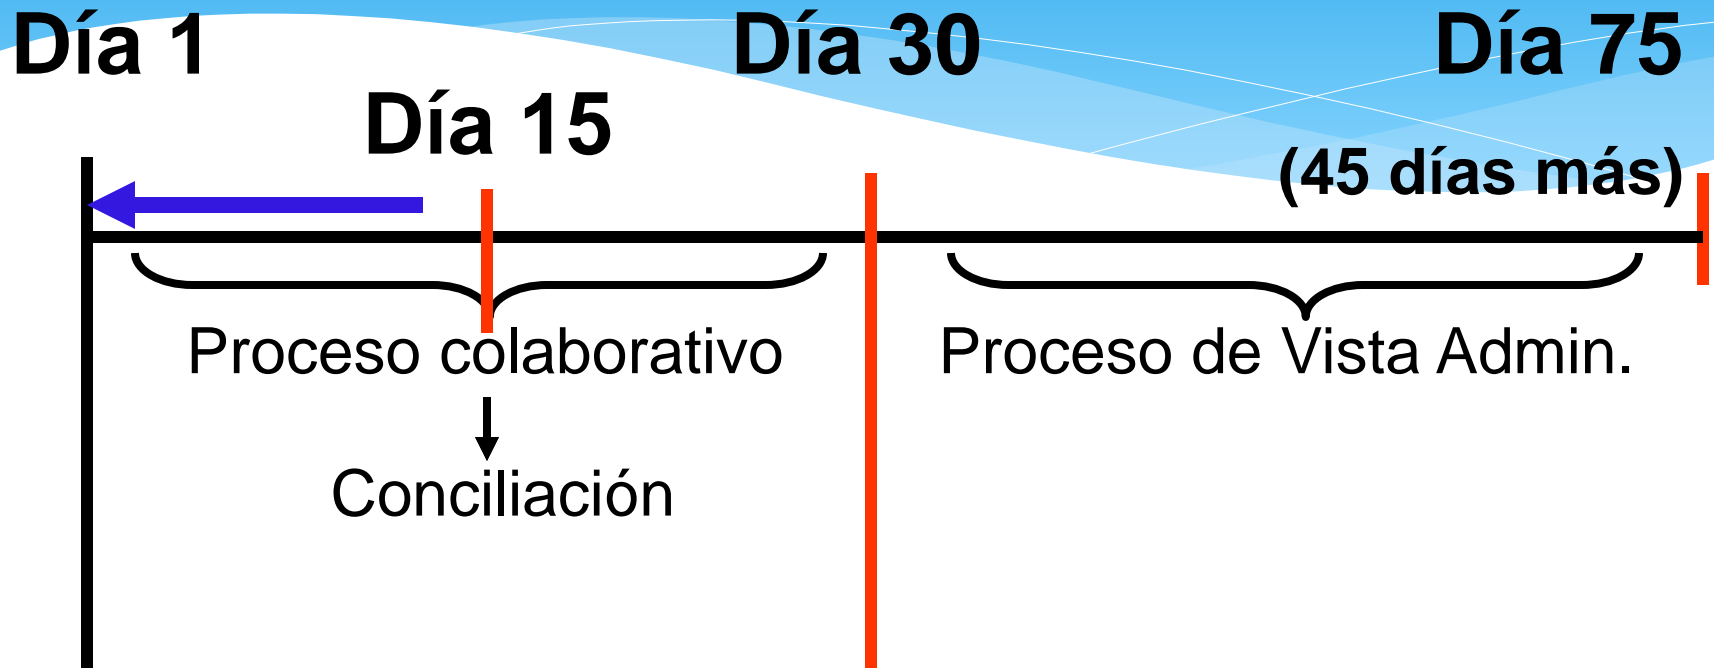 Día 1
Día 30
Día 75
Día 15
(45 días más)
Proceso colaborativo
Proceso de Vista Admin.
Conciliación